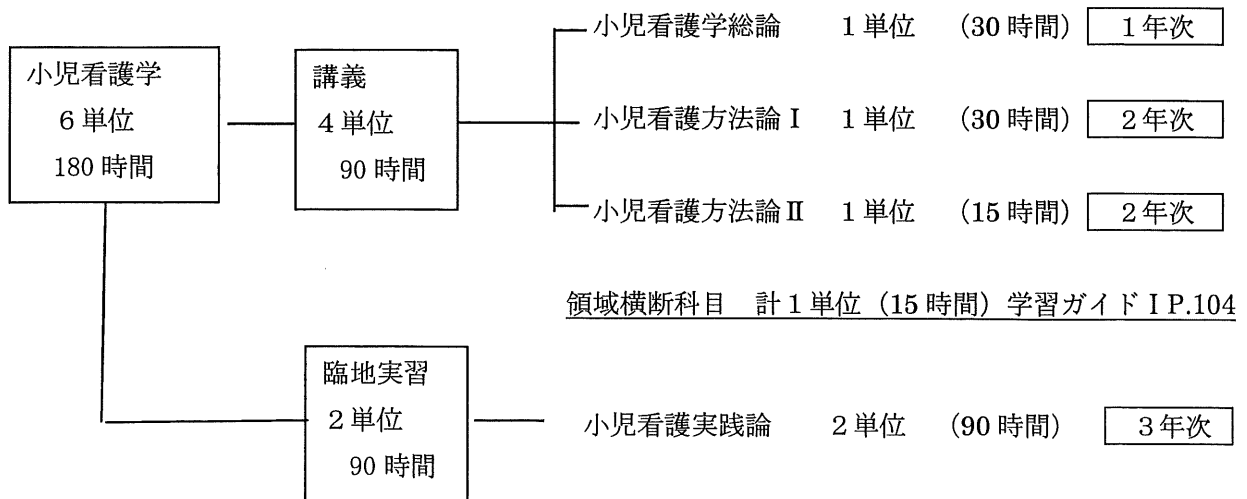 小児看護学
6単位
180時間
講義
4単位
90時間
小児看護学総論 1単位 (30時間) 1年次
小児看護方法論Ⅰ 1単位 (30時間) 2年次
小児看護方法論Ⅱ 1単位 (15時間) 2年次
領域横断科目 計1単位(15時間)学習ガイドⅠP.104
臨地実習
2単位
90時間
小児看護実践論 2単位 (90時間) 3年次